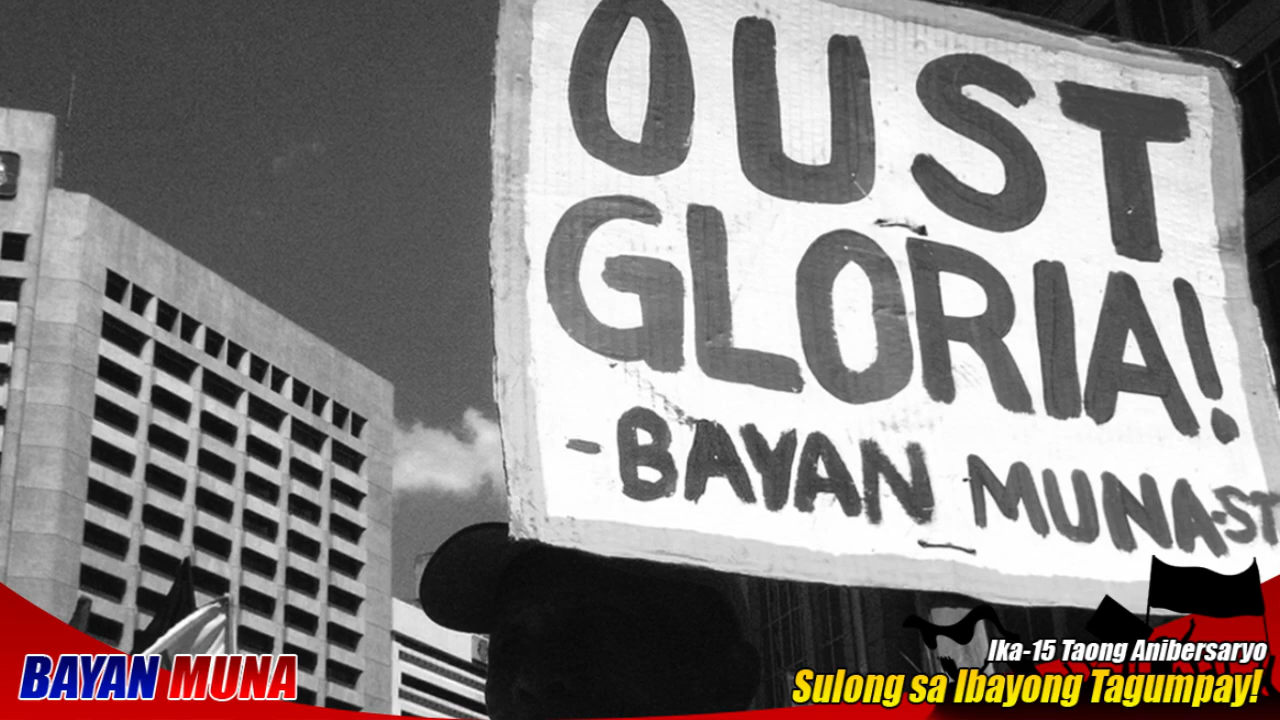 OUST
GLORIA!
-BAYAN MUNA-ST
BAYAN MUNA
Ika-15 Taong Anibersaryo
Sulong sa Ibayong Tagumpay!